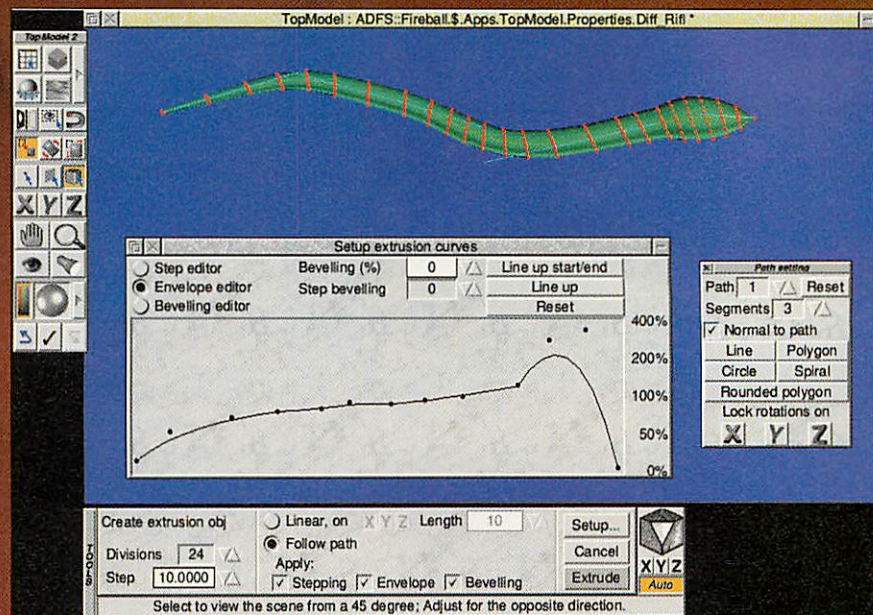 TopModel : ADFS::Fireball.$.Apps.TopModel.Properties.Diff_Rifl *
TopModel 2
X Y Z
Setup extrusion curves
Step editor
Envelope editor
Bevelling editor
Bevelling (%) 0
Step bevelling 0
Line up start/end
Line up
Reset
400%
200%
100%
50%
0%
Path setting
Path 1 Reset
Segments 3
Normal to path
Line Polygon
Circle Spiral
Rounded polygon
Lock rotations on
X Y Z
TOOLS
Create extrusion obj
Divisions 24
Step 10.0000
Linear, on X Y Z Length 10
Follow path
Apply:
Stepping Envelope Bevelling
Setup...
Cancel
Extrude
X Y Z
Auto
Select to view the scene from a 45 degree; Adjust for the opposite direction.